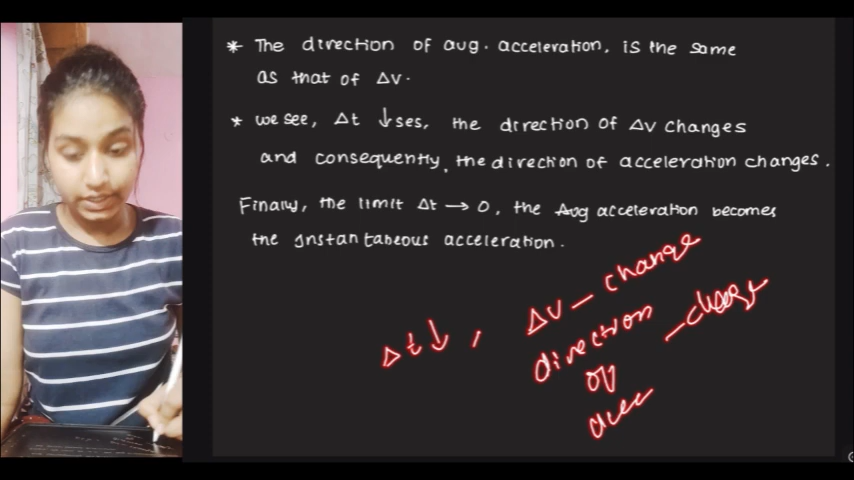 * The direction of aug. acceleration, is the same
as that of Δv.
* we see, Δt ↓ses, the direction of Δv changes
and consequently, the direction of acceleration changes.
Finally, the limit Δt → 0, the Aug acceleration becomes
the instantaneous acceleration.
Δt↓, Δv – change
direction – change
of
acc